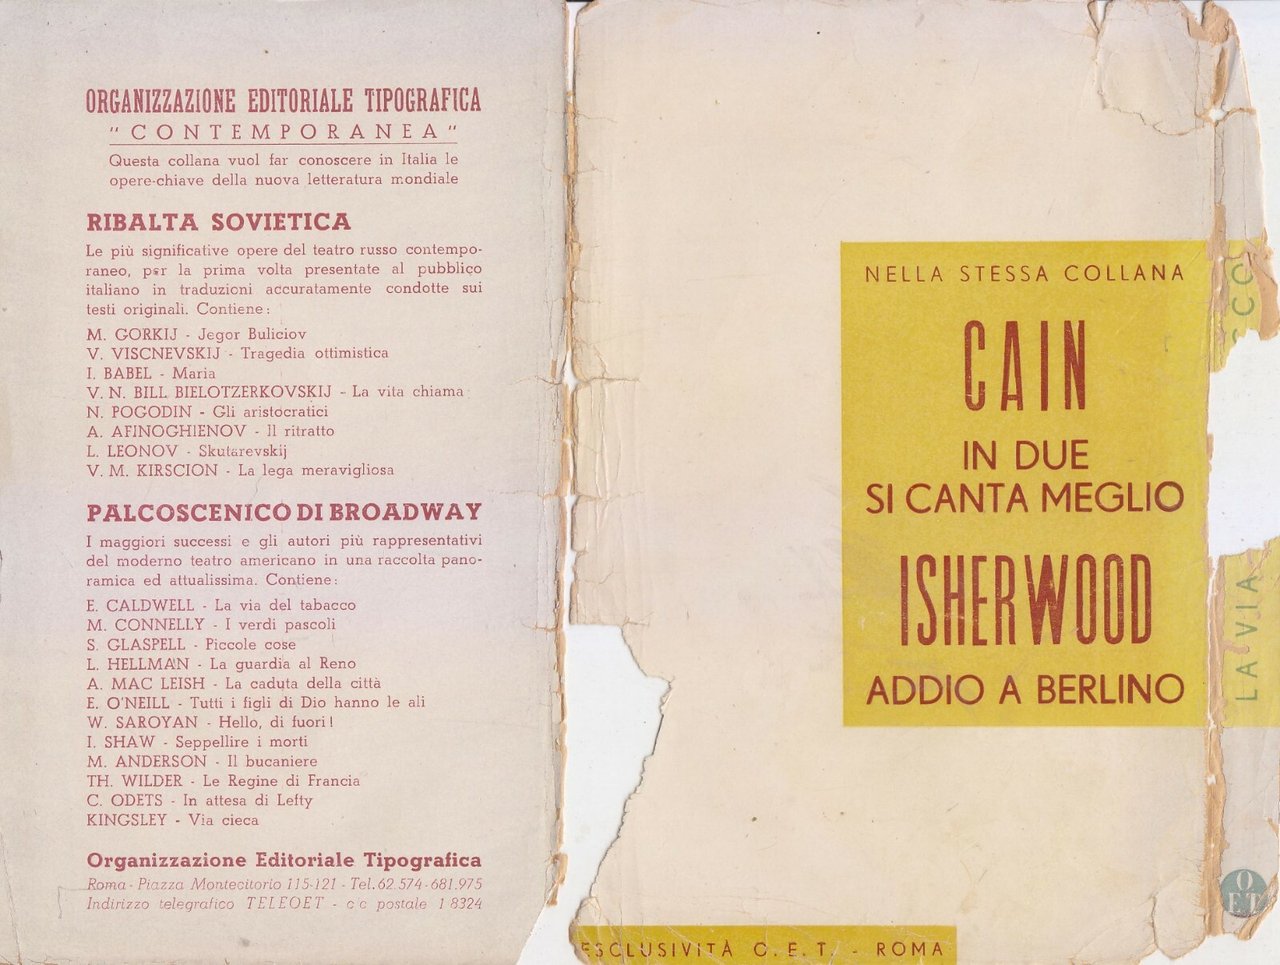 ORGANIZZAZIONE EDITORIALE TIPOGRAFICA
"CONTEMPORANEA"
Questa collana vuol far conoscere in Italia le
opere-chiave della nuova letteratura mondiale
RIBALTA SOVIETICA
Le più significative opere del teatro russo contempo-
raneo, per la prima volta presentate al pubblico
italiano in traduzioni accuratamente condotte sui
testi originali. Contiene:
M. GORKIJ - Jegor Buliciov
V. VISCNEVSKIJ - Tragedia ottimistica
I. BABEL - Maria
V. N. BILL BIELOTZERKOVSKIJ - La vita chiama
N. POGODIN - Gli aristocratici
A. AFINOGHIENOV - Il ritratto
L. LEONOV - Skutarevskij
V. M. KIRSCION - La lega meravigliosa
PALCOSCENICO DI BROADWAY
I maggiori successi e gli autori più rappresentativi
del moderno teatro americano in una raccolta pano-
ramica ed attualissima. Contiene:
E. CALDWELL - La via del tabacco
M. CONNELLY - I verdi pascoli
S. GLASPELL - Piccole cose
L. HELLMAN - La guardia al Reno
A. MAC LEISH - La caduta della città
E. O'NEILL - Tutti i figli di Dio hanno le ali
W. SAROYAN - Hello, di fuori!
I. SHAW - Seppellire i morti
M. ANDERSON - Il bucaniere
TH. WILDER - Le Regine di Francia
C. ODETS - In attesa di Lefty
KINGSLEY - Via cieca
Organizzazione Editoriale Tipografica
Roma - Piazza Montecitorio 115-121 - Tel. 62.574-681.975
Indirizzo telegrafico TELEOET - c c postale 1 8324
NELLA STESSA COLLANA
CAIN
IN DUE
SI CANTA MEGLIO
ISHERWOOD
ADDIO A BERLINO
ESCLUSIVITÀ O. E. T. - ROMA
LA VIA
O
ET